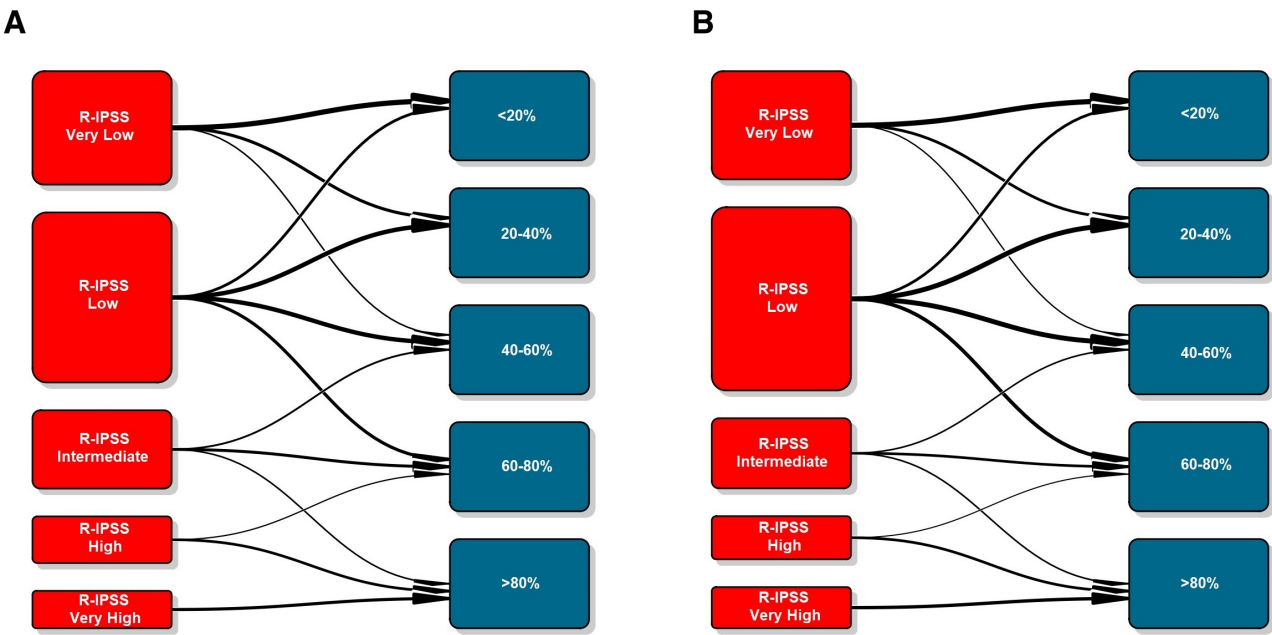 A
R-IPSS
Very Low
R-IPSS
Low
R-IPSS
Intermediate
R-IPSS
High
R-IPSS
Very High
<20%
20-40%
40-60%
60-80%
>80%
B
R-IPSS
Very Low
R-IPSS
Low
R-IPSS
Intermediate
R-IPSS
High
R-IPSS
Very High
<20%
20-40%
40-60%
60-80%
>80%